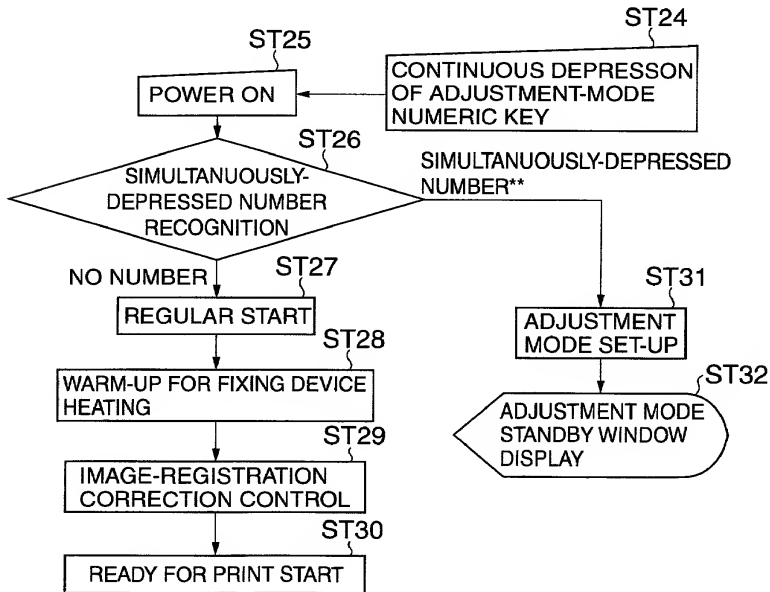 ST25
POWER ON
ST24
CONTINUOUS DEPRESSON
OF ADJUSTMENT-MODE
NUMERIC KEY
ST26
SIMULTANUOUSLY-
DEPRESSED NUMBER
RECOGNITION
SIMULTANUOUSLY-DEPRESSED
NUMBER**
NO NUMBER
ST27
REGULAR START
ST28
WARM-UP FOR FIXING DEVICE
HEATING
ST29
IMAGE-REGISTRATION
CORRECTION CONTROL
ST30
READY FOR PRINT START
ST31
ADJUSTMENT
MODE SET-UP
ST32
ADJUSTMENT MODE
STANDBY WINDOW
DISPLAY